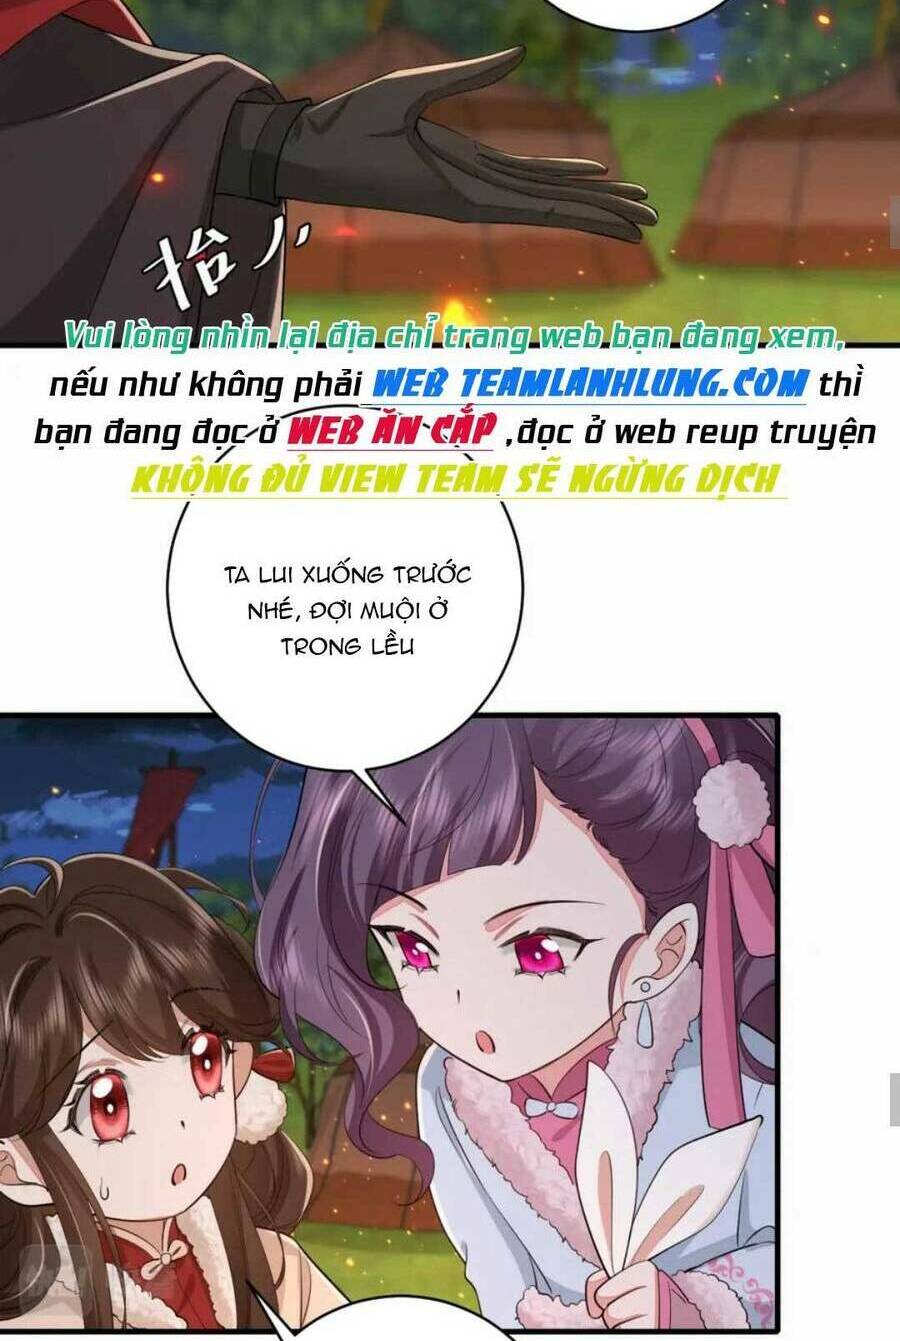 抬人
Vui lòng nhìn lại địa chỉ trang web bạn đang xem,
nếu như không phải WEB TEAMLANHLUNG.COM thì
bạn đang đọc ở WEB ĂN CẮP ,đọc ở web reup truyện
KHÔNG ĐỦ VIEW TEAM SẼ NGỪNG DỊCH
TA LUI XUỐNG TRƯỚC
NHÉ, ĐỢI MUỘI Ở
TRONG LỀU